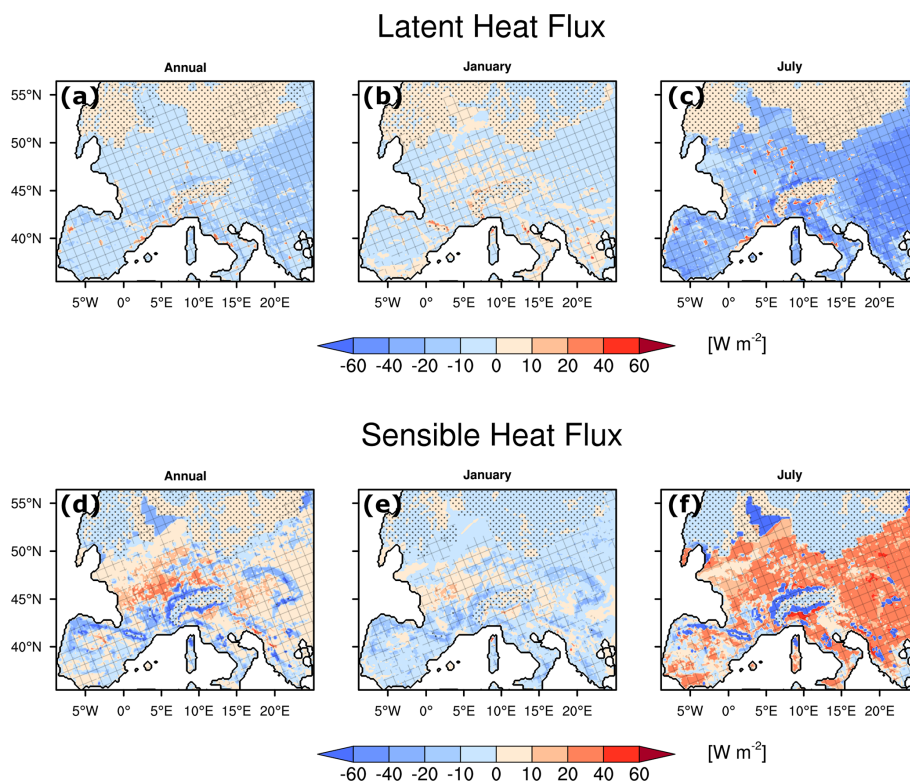 Latent Heat Flux
Annual January July
(a) (b) (c)
55°N
50°N
45°N
40°N
5°W 0° 5°E 10°E 15°E 20°E 5°W 0° 5°E 10°E 15°E 20°E 5°W 0° 5°E 10°E 15°E 20°E
[W m⁻²]
-60 -40 -20 -10 0 10 20 40 60
Sensible Heat Flux
Annual January July
(d) (e) (f)
55°N
50°N
45°N
40°N
5°W 0° 5°E 10°E 15°E 20°E 5°W 0° 5°E 10°E 15°E 20°E 5°W 0° 5°E 10°E 15°E 20°E
[W m⁻²]
-60 -40 -20 -10 0 10 20 40 60